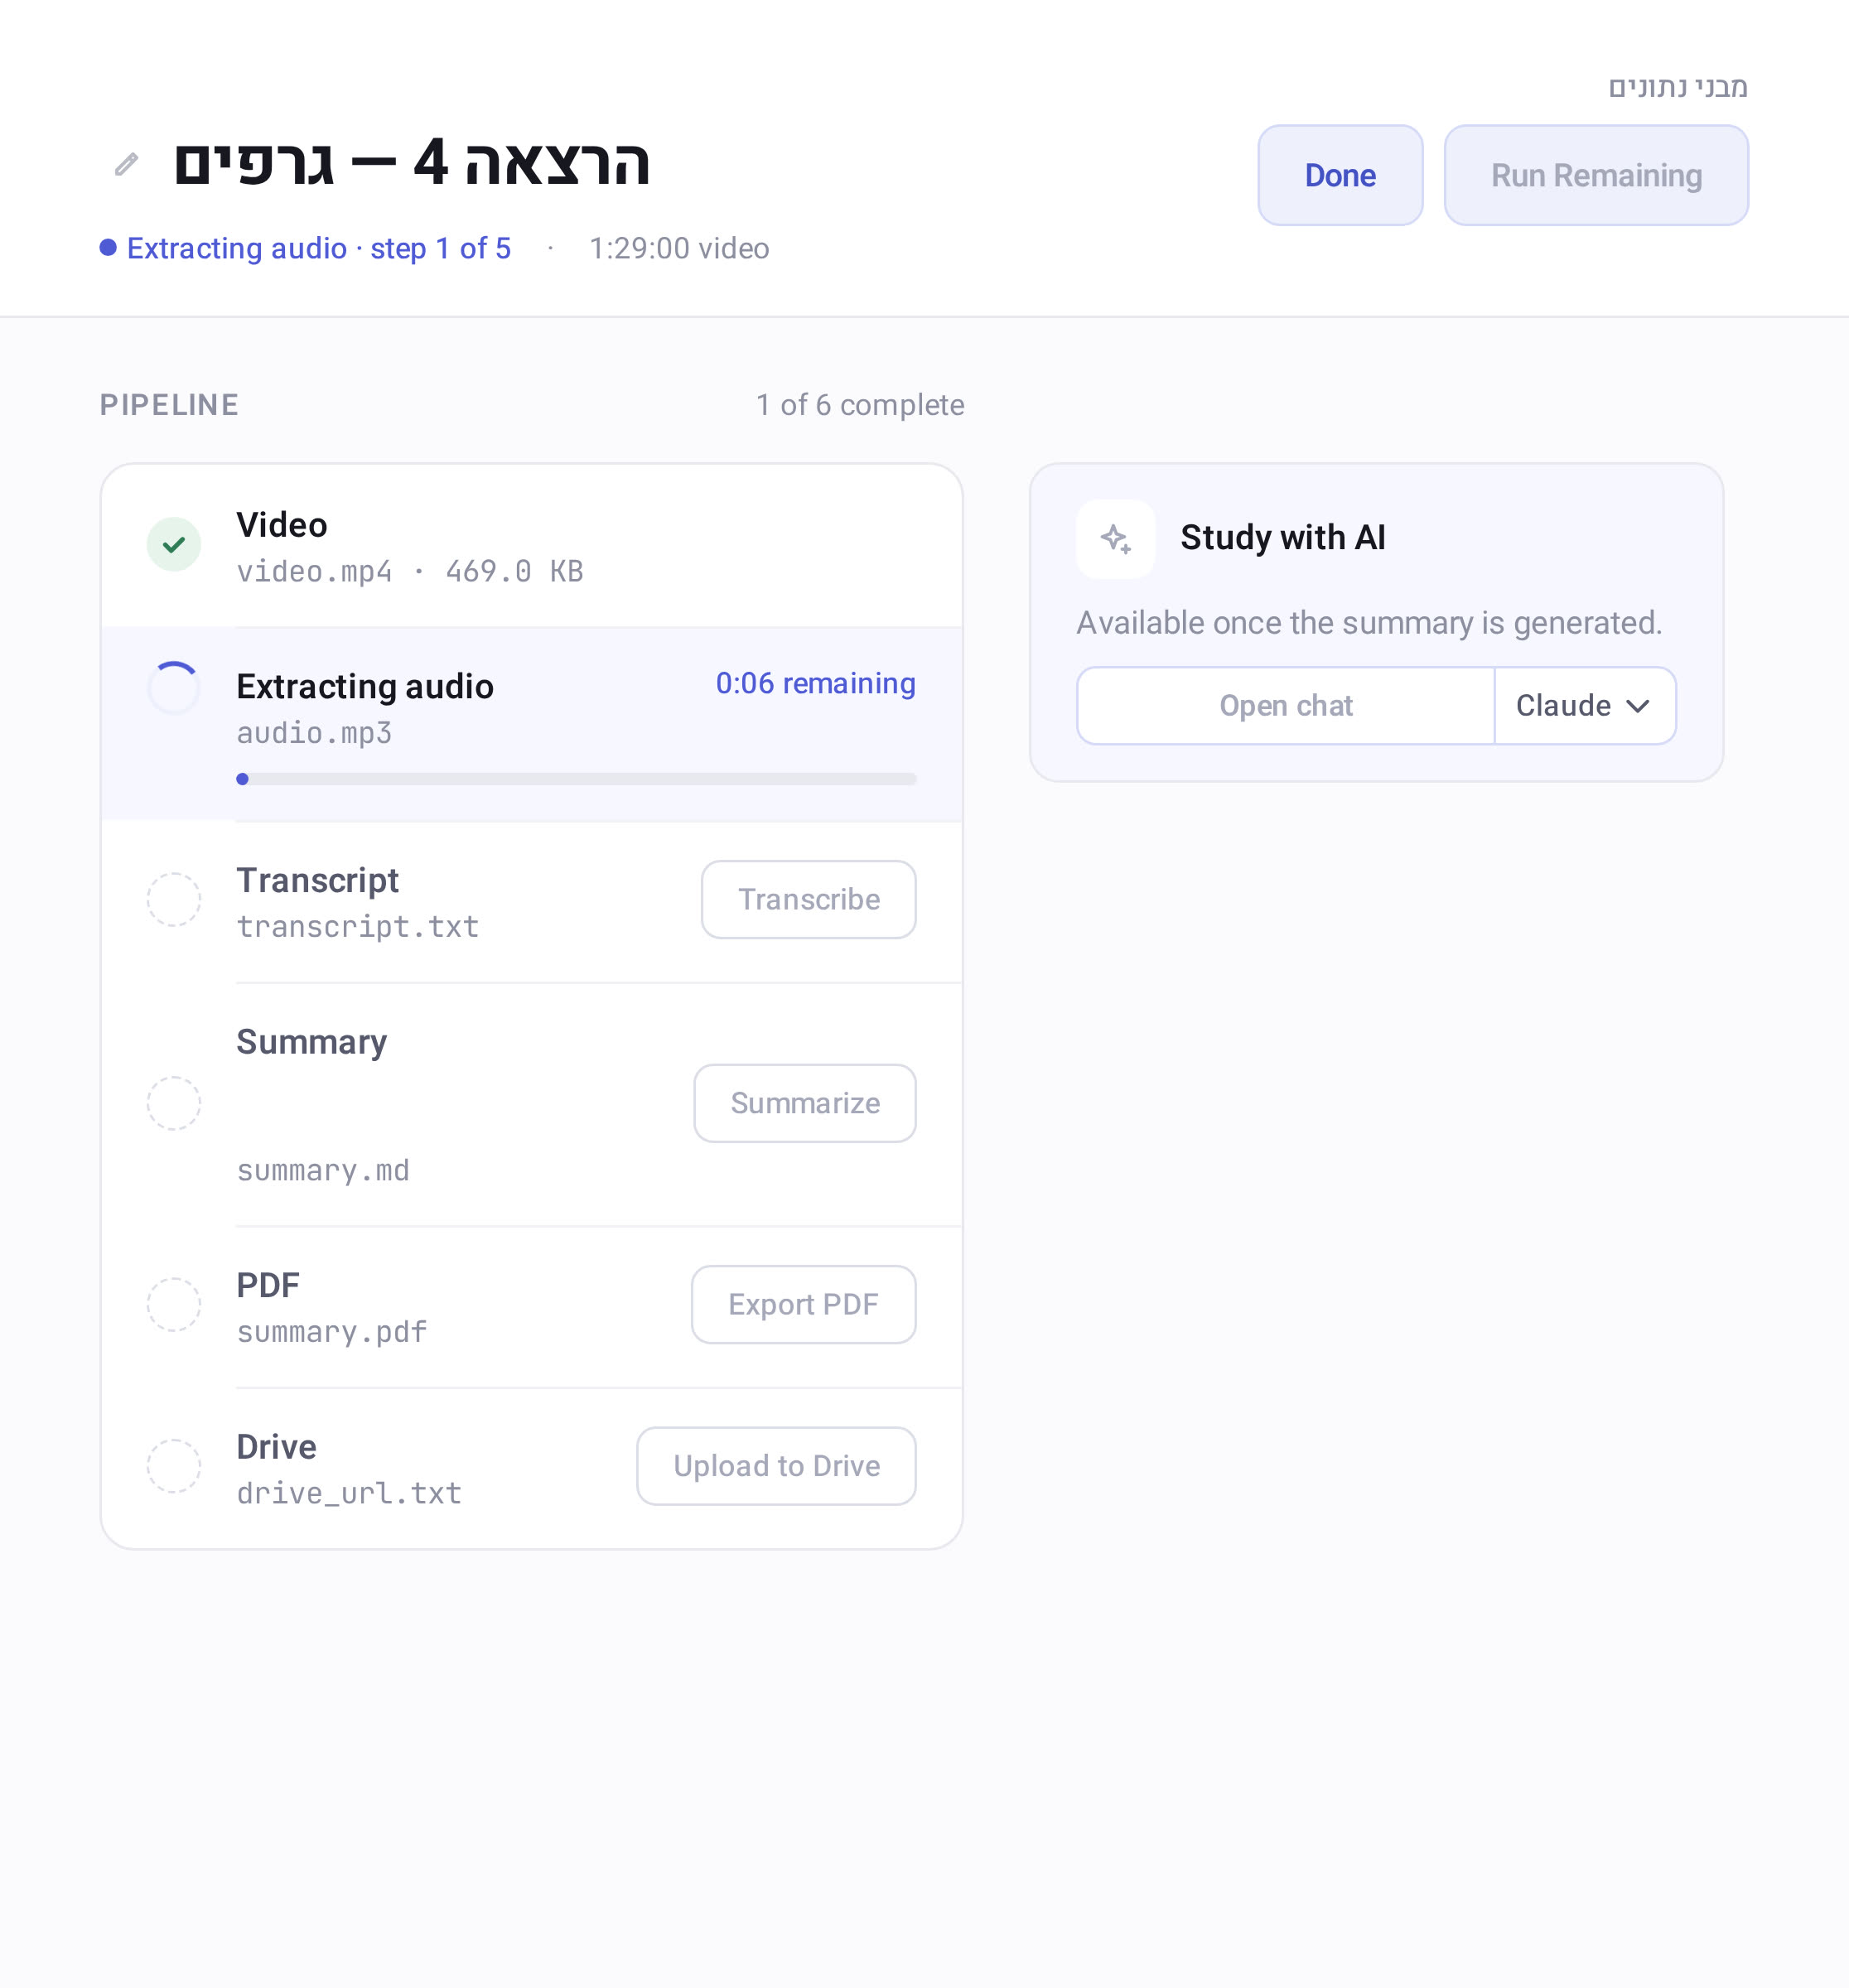 מבני נתונים
הרצאה 4 — גרפים
Done
Run Remaining
Extracting audio · step 1 of 5 · 1:29:00 video
PIPELINE
1 of 6 complete
Video
video.mp4 · 469.0 KB
Extracting audio
0:06 remaining
audio.mp3
Transcript
transcript.txt
Transcribe
Summary
Summarize
summary.md
PDF
summary.pdf
Export PDF
Drive
drive_url.txt
Upload to Drive
Study with AI
Available once the summary is generated.
Open chat
Claude